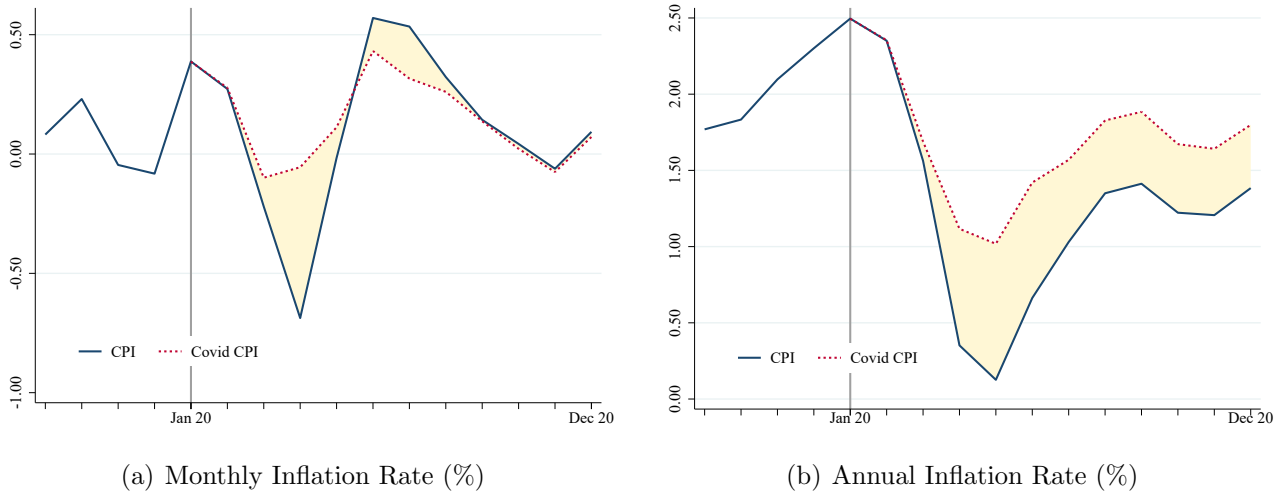 0.50
0.00
-0.50
-1.00
CPI Covid CPI
Jan 20 Dec 20
(a) Monthly Inflation Rate (%)
2.50
2.00
1.50
1.00
0.50
0.00
CPI Covid CPI
Jan 20 Dec 20
(b) Annual Inflation Rate (%)